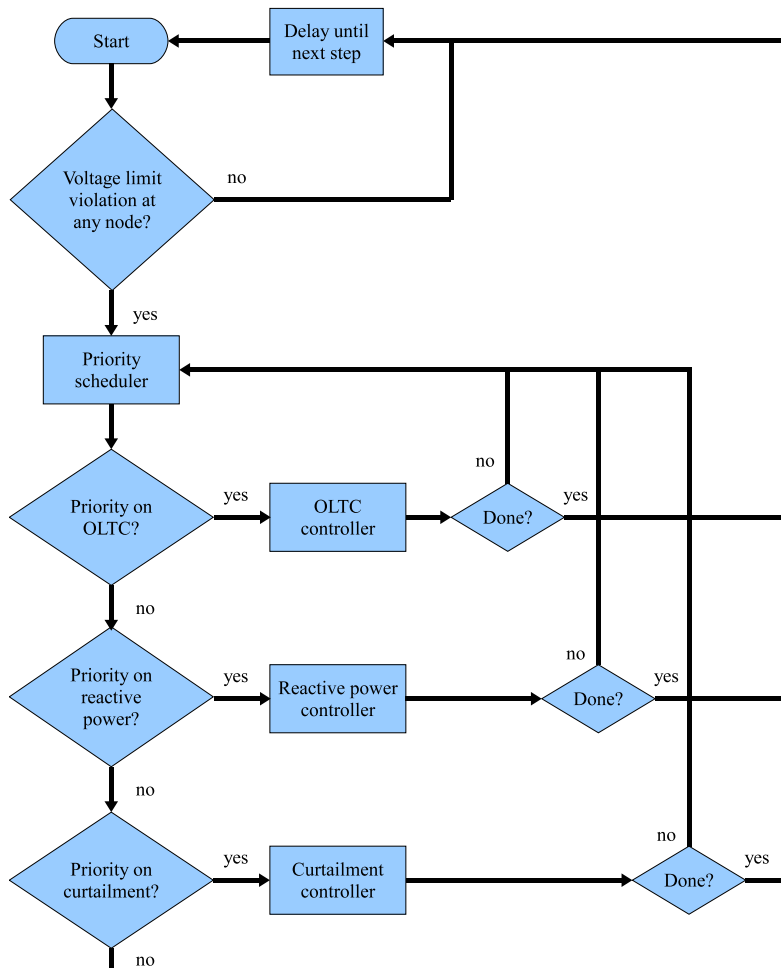 Start
Delay until
next step
Voltage limit
violation at
any node?
no
yes
Priority
scheduler
Priority on
OLTC?
yes
OLTC
controller
no
Done?
yes
no
Priority on
reactive
power?
yes
Reactive power
controller
no
Done?
yes
no
Priority on
curtailment?
yes
Curtailment
controller
no
Done?
yes
no